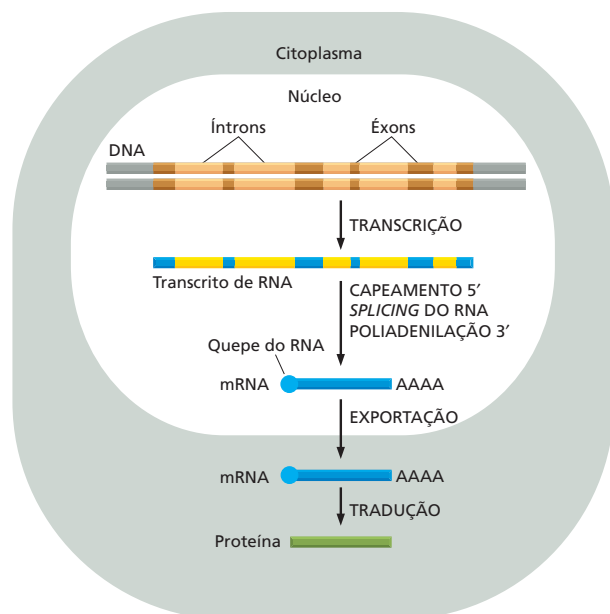 Citoplasma
Núcleo
Íntrons
Éxons
DNA
TRANSCRIÇÃO
Transcrito de RNA
CAPEAMENTO 5′
SPLICING DO RNA
POLIADENILAÇÃO 3′
Quepe do RNA
mRNA
AAAA
EXPORTAÇÃO
mRNA
AAAA
TRADUÇÃO
Proteína